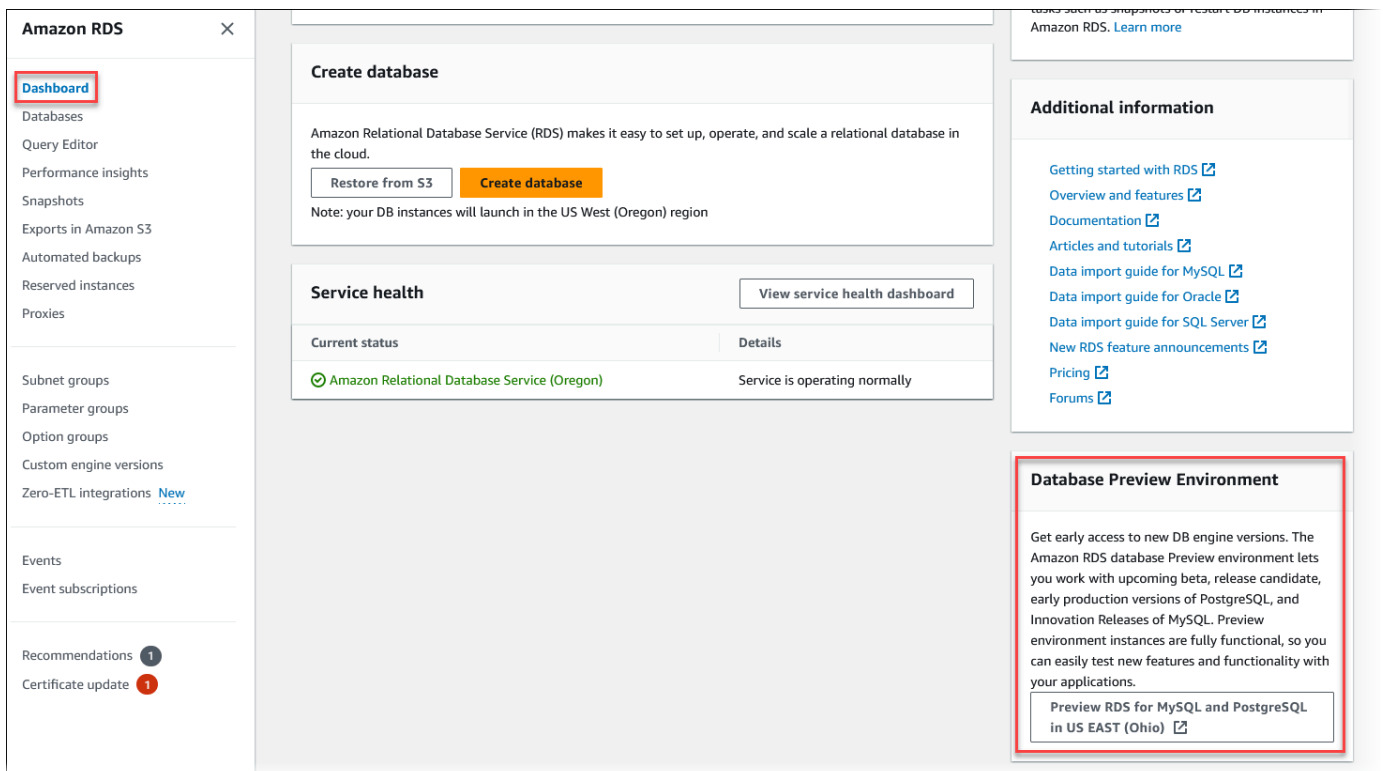 Amazon RDS
Dashboard
Databases
Query Editor
Performance insights
Snapshots
Exports in Amazon S3
Automated backups
Reserved instances
Proxies
Subnet groups
Parameter groups
Option groups
Custom engine versions
Zero-ETL integrations New
Events
Event subscriptions
Recommendations 1
Certificate update 1
Create database
Amazon Relational Database Service (RDS) makes it easy to set up, operate, and scale a relational database in
the cloud.
Restore from S3 Create database
Note: your DB instances will launch in the US West (Oregon) region
Service health View service health dashboard
Current status Details
Amazon Relational Database Service (Oregon) Service is operating normally
tasks such as snapshots or restart DB instances in
Amazon RDS. Learn more
Additional information
Getting started with RDS
Overview and features
Documentation
Articles and tutorials
Data import guide for MySQL
Data import guide for Oracle
Data import guide for SQL Server
New RDS feature announcements
Pricing
Forums
Database Preview Environment
Get early access to new DB engine versions. The
Amazon RDS database Preview environment lets
you work with upcoming beta, release candidate,
early production versions of PostgreSQL, and
Innovation Releases of MySQL. Preview
environment instances are fully functional, so you
can easily test new features and functionality with
your applications.
Preview RDS for MySQL and PostgreSQL
in US EAST (Ohio)